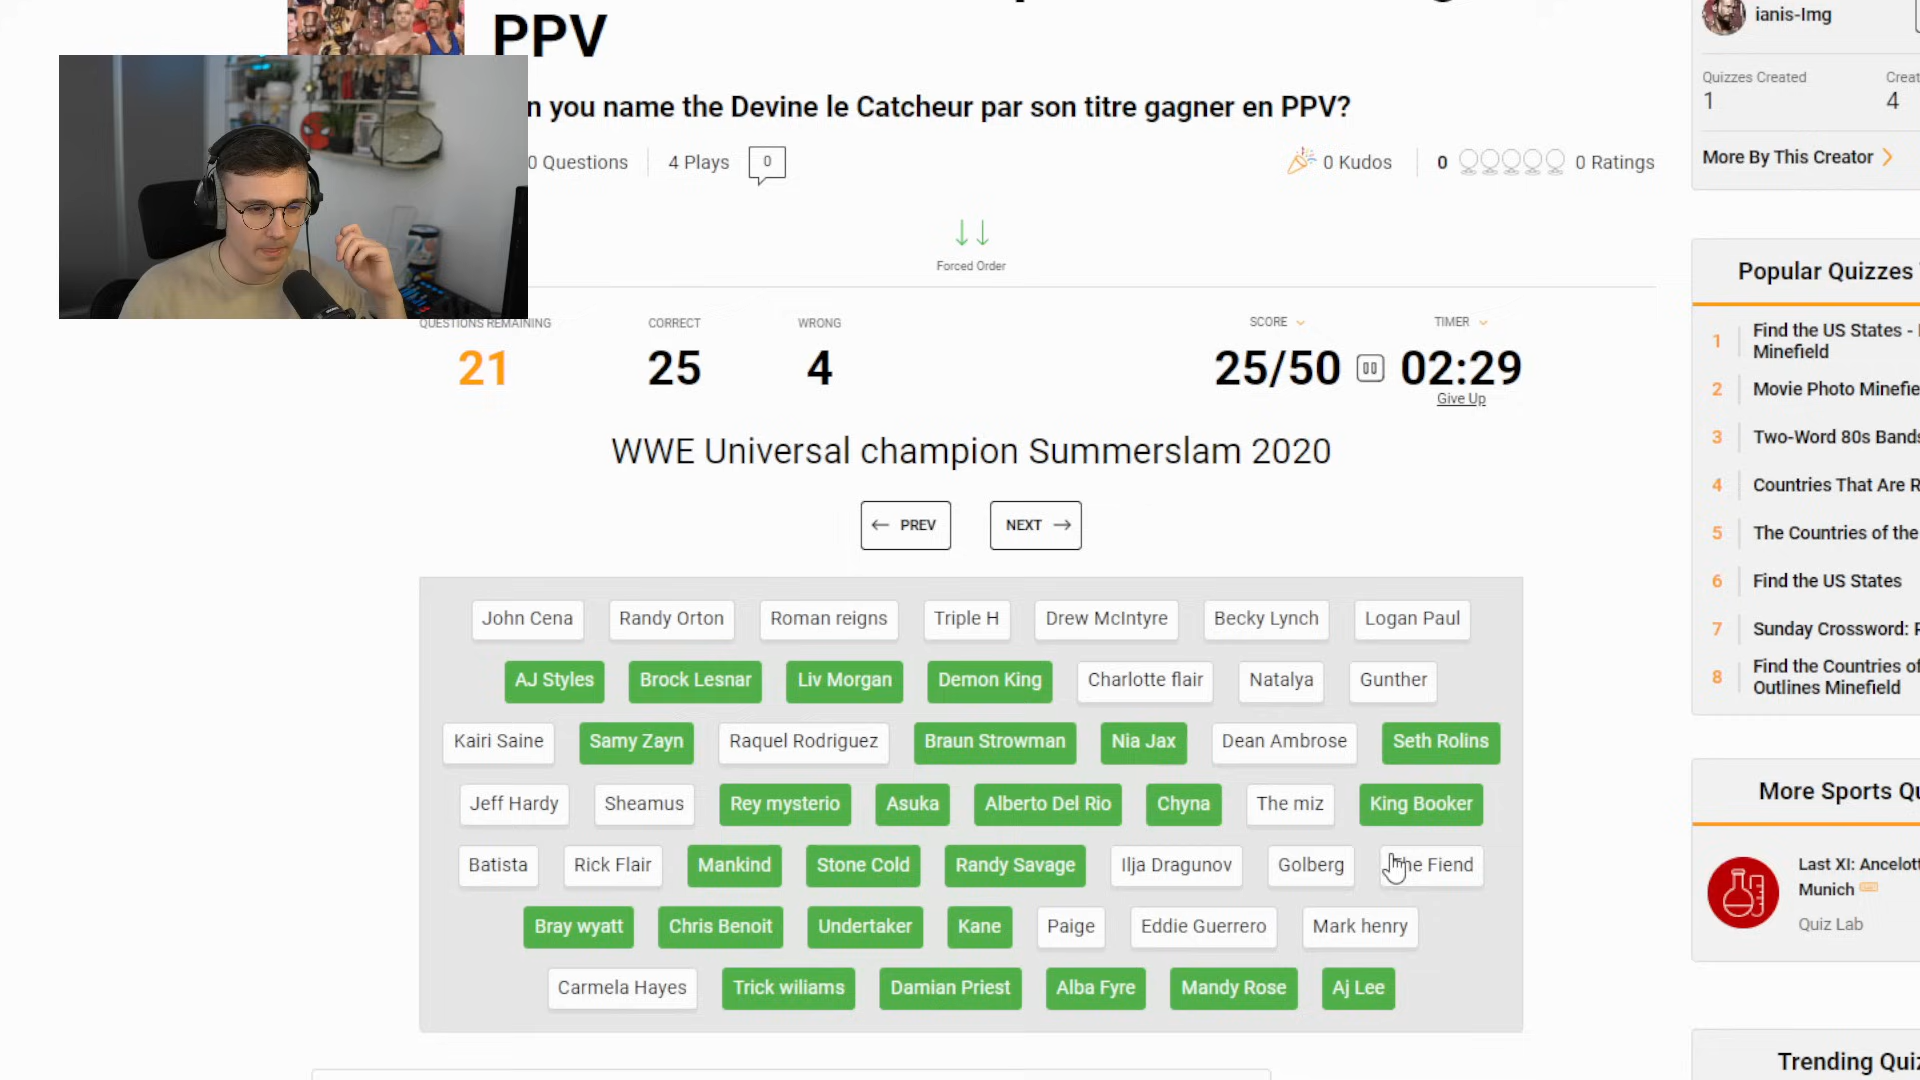 PPV
n you name the Devine le Catcheur par son titre gagner en PPV?
0 Questions
4 Plays
0
0 Kudos
0
0 Ratings
Forced Order
QUESTIONS REMAINING
21
CORRECT
25
WRONG
4
SCORE
25/50
TIMER
02:29
Give Up
WWE Universal champion Summerslam 2020
← PREV
NEXT →
John Cena Randy Orton Roman reigns Triple H Drew McIntyre Becky Lynch Logan Paul
AJ Styles Brock Lesnar Liv Morgan Demon King Charlotte flair Natalya Gunther
Kairi Saine Samy Zayn Raquel Rodriguez Braun Strowman Nia Jax Dean Ambrose Seth Rolins
Jeff Hardy Sheamus Rey mysterio Asuka Alberto Del Rio Chyna The miz King Booker
Batista Rick Flair Mankind Stone Cold Randy Savage Ilja Dragunov Golberg Fiend
Bray wyatt Chris Benoit Undertaker Kane Paige Eddie Guerrero Mark henry
Carmela Hayes Trick wiliams Damian Priest Alba Fyre Mandy Rose Aj Lee
ianis-Img
Quizzes Created
1
Creat
4
More By This Creator
Popular Quizzes
1 Find the US States -
Minefield
2 Movie Photo Minefie
3 Two-Word 80s Bands
4 Countries That Are R
5 The Countries of the
6 Find the US States
7 Sunday Crossword:
8 Find the Countries of
Outlines Minefield
More Sports Qu
Last XI: Ancelott
Munich
Quiz Lab
Trending Quiz